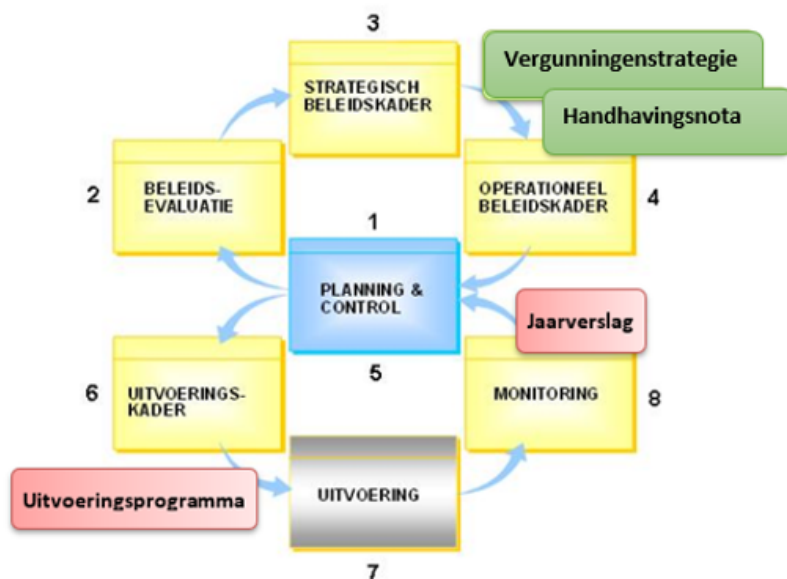 3
STRATEGISCH
BELEIDSKADER
Vergunningenstrategie
Handhavingsnota
2
BELEIDS-
EVALUATIE
OPERATIONEEL
BELEIDSKADER
4
1
PLANNING &
CONTROL
5
Jaarverslag
6
UITVOERINGS-
KADER
MONITORING
8
Uitvoeringsprogramma
UITVOERING
7